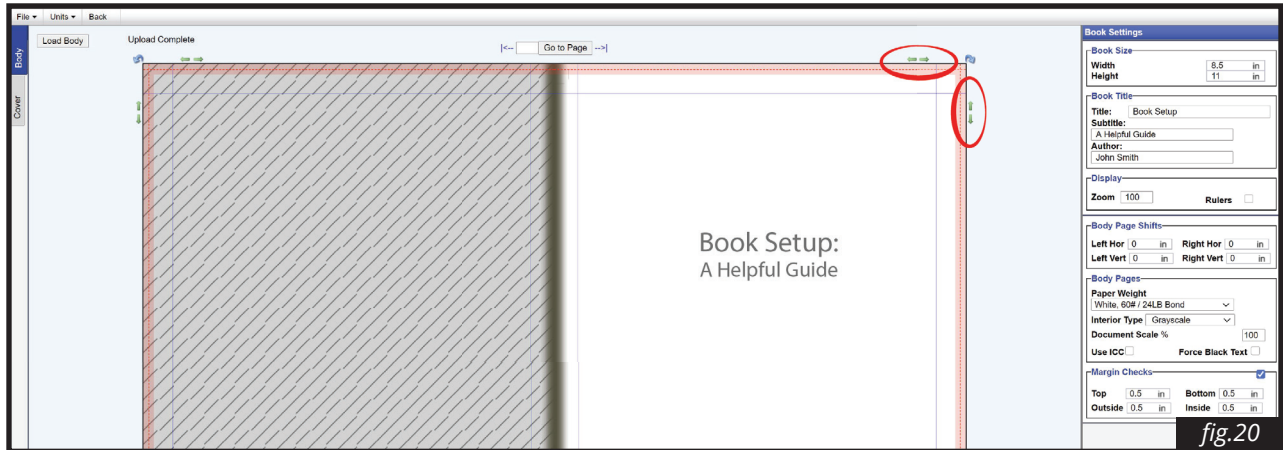 File ▾ Units ▾ Back
Body
Cover
Load Body
Upload Complete
|<-- Go to Page -->|
Book Setup:
A Helpful Guide
Book Settings
Book Size
Width 8.5 in
Height 11 in
Book Title
Title: Book Setup
Subtitle:
A Helpful Guide
Author:
John Smith
Display
Zoom 100 Rulers
Body Page Shifts
Left Hor 0 in Right Hor 0 in
Left Vert 0 in Right Vert 0 in
Body Pages
Paper Weight
White, 60# / 24LB Bond
Interior Type Grayscale
Document Scale % 100
Use ICC Force Black Text
Margin Checks
Top 0.5 in Bottom 0.5 in
Outside 0.5 in Inside 0.5 in
fig.20